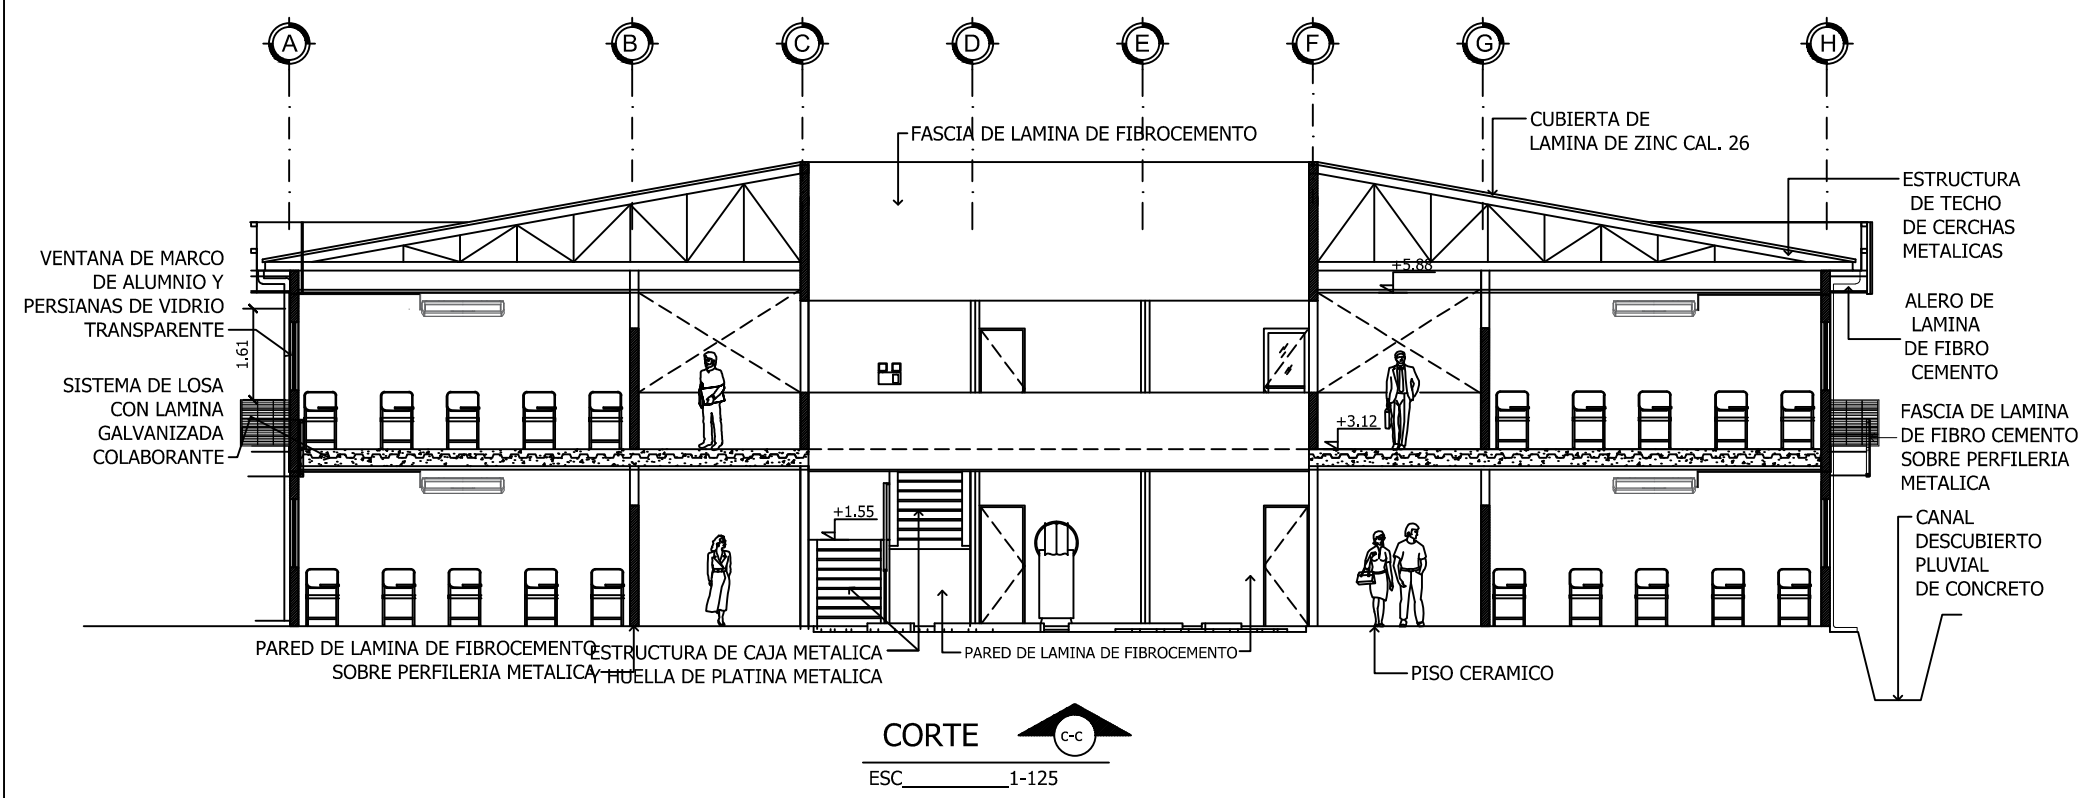 A B C D E F G H
FASCIA DE LAMINA DE FIBROCEMENTO
CUBIERTA DE
LAMINA DE ZINC CAL. 26
ESTRUCTURA
DE TECHO
DE CERCHAS
METALICAS
VENTANA DE MARCO
DE ALUMNIO Y
PERSIANAS DE VIDRIO
TRANSPARENTE
1.61
+5.88
ALERO DE
LAMINA
DE FIBRO
CEMENTO
SISTEMA DE LOSA
CON LAMINA
GALVANIZADA
COLABORANTE
+3.12
FASCIA DE LAMINA
DE FIBRO CEMENTO
SOBRE PERFILERIA
METALICA
+1.55
CANAL
DESCUBIERTO
PLUVIAL
DE CONCRETO
PARED DE LAMINA DE FIBROCEMENTO
SOBRE PERFILERIA METALICA
ESTRUCTURA DE CAJA METALICA
Y HUELLA DE PLATINA METALICA
PARED DE LAMINA DE FIBROCEMENTO
PISO CERAMICO
CORTE
C-C
ESC__________1-125